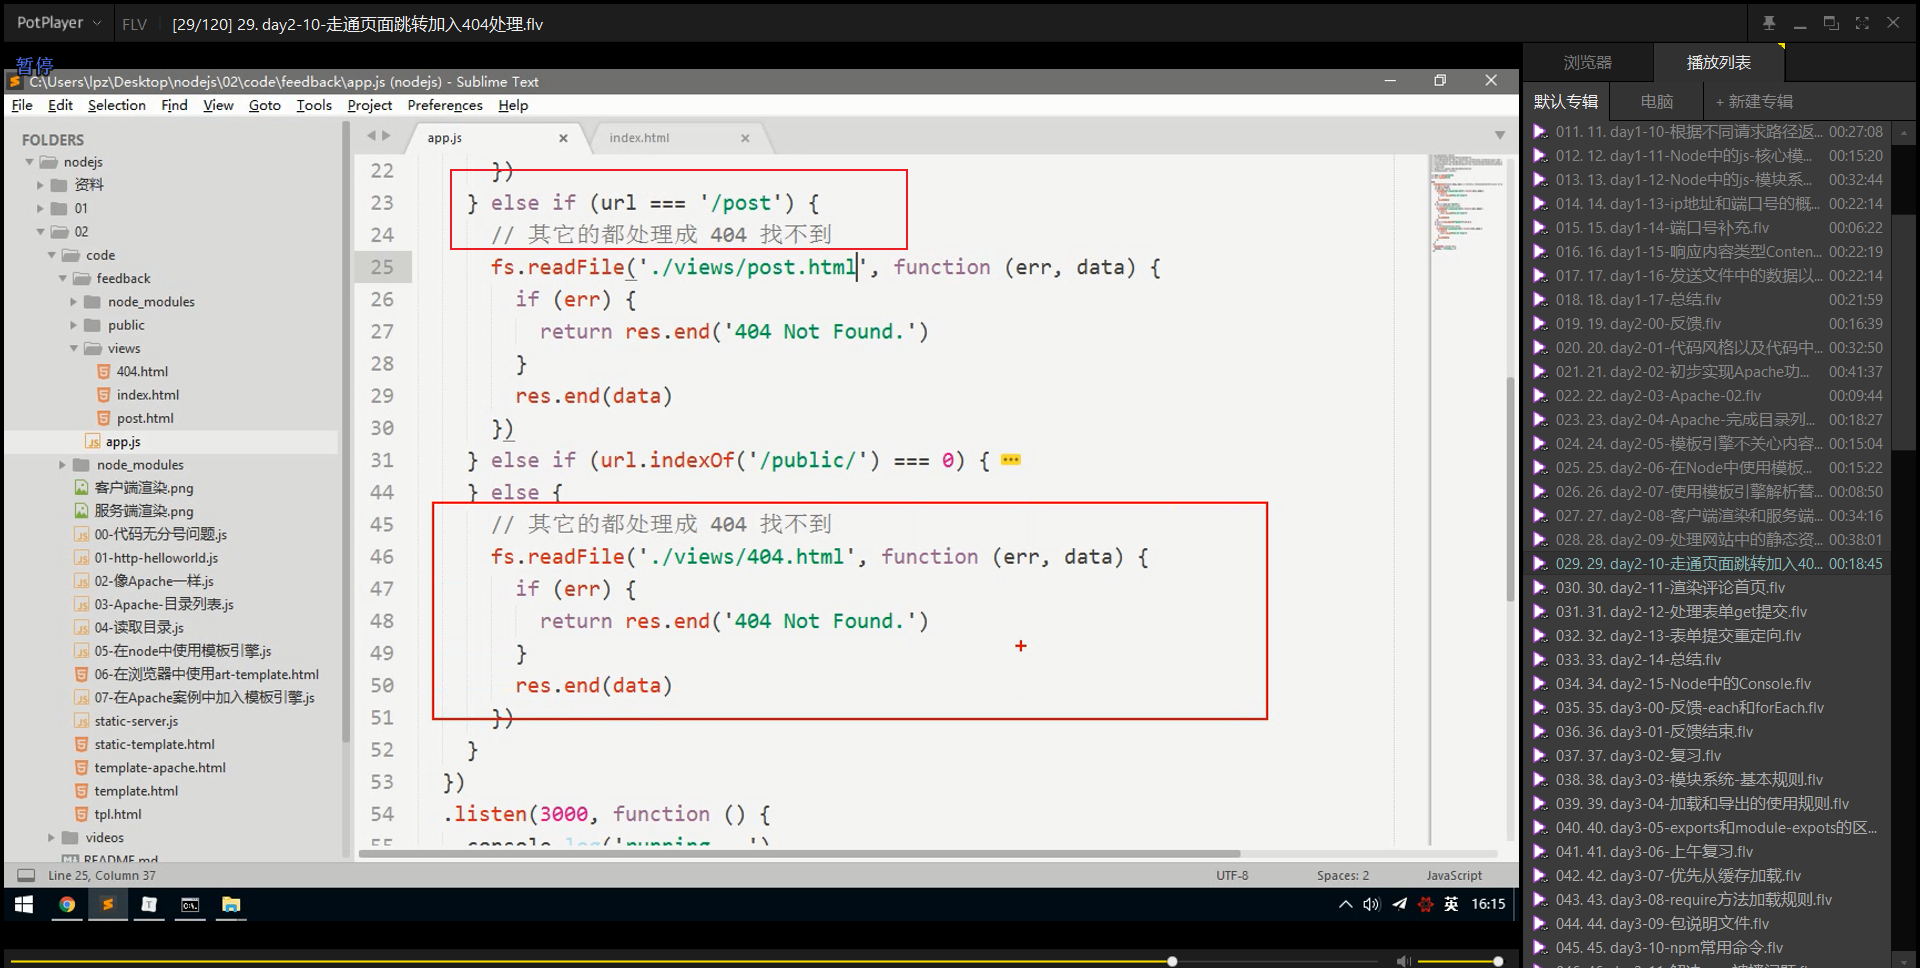 PotPlayer
FLV
[29/120] 29. day2-10-走通页面跳转加入404处理.flv
暂停
C:\Users\lpz\Desktop\nodejs\02\code\feedback\app.js (nodejs) - Sublime Text
File Edit Selection Find View Goto Tools Project Preferences Help
FOLDERS
nodejs
资料
01
02
code
feedback
node_modules
public
views
404.html
index.html
post.html
app.js
node_modules
客户端渲染.png
服务端渲染.png
00-代码无分号问题.js
01-http-helloworld.js
02-像Apache一样.js
03-Apache-目录列表.js
04-读取目录.js
05-在node中使用模板引擎.js
06-在浏览器中使用art-template.html
07-在Apache案例中加入模板引擎.js
static-server.js
static-template.html
template-apache.html
template.html
tpl.html
videos
README.md
app.js
index.html
22 })
23 } else if (url === '/post') {
24 // 其它的都处理成 404 找不到
25 fs.readFile('./views/post.html', function (err, data) {
26 if (err) {
27 return res.end('404 Not Found.')
28 }
29 res.end(data)
30 })
31 } else if (url.indexOf('/public/') === 0) {
44 } else {
45 // 其它的都处理成 404 找不到
46 fs.readFile('./views/404.html', function (err, data) {
47 if (err) {
48 return res.end('404 Not Found.')
49 }
50 res.end(data)
51 })
52 }
53 })
54 .listen(3000, function () {
Line 25, Column 37
UTF-8
Spaces: 2
JavaScript
英
16:15
浏览器
播放列表
默认专辑
电脑
+ 新建专辑
011. 11. day1-10-根据不同请求路径返... 00:27:08
012. 12. day1-11-Node中的js-核心模... 00:15:20
013. 13. day1-12-Node中的js-模块系... 00:32:44
014. 14. day1-13-ip地址和端口号的概... 00:22:14
015. 15. day1-14-端口号补充.flv 00:06:22
016. 16. day1-15-响应内容类型Conten... 00:22:19
017. 17. day1-16-发送文件中的数据以... 00:22:14
018. 18. day1-17-总结.flv 00:21:59
019. 19. day2-00-反馈.flv 00:16:39
020. 20. day2-01-代码风格以及代码中... 00:32:50
021. 21. day2-02-初步实现Apache功... 00:41:37
022. 22. day2-03-Apache-02.flv 00:09:44
023. 23. day2-04-Apache-完成目录列... 00:18:27
024. 24. day2-05-模板引擎不关心内容... 00:15:04
025. 25. day2-06-在Node中使用模板... 00:15:22
026. 26. day2-07-使用模板引擎解析替... 00:08:50
027. 27. day2-08-客户端渲染和服务端... 00:34:16
028. 28. day2-09-处理网站中的静态资... 00:38:01
029. 29. day2-10-走通页面跳转加入40... 00:18:45
030. 30. day2-11-渲染评论首页.flv
031. 31. day2-12-处理表单get提交.flv
032. 32. day2-13-表单提交重定向.flv
033. 33. day2-14-总结.flv
034. 34. day2-15-Node中的Console.flv
035. 35. day3-00-反馈-each和forEach.flv
036. 36. day3-01-反馈结束.flv
037. 37. day3-02-复习.flv
038. 38. day3-03-模块系统-基本规则.flv
039. 39. day3-04-加载和导出的使用规则.flv
040. 40. day3-05-exports和module-expots的区...
041. 41. day3-06-上午复习.flv
042. 42. day3-07-优先从缓存加载.flv
043. 43. day3-08-require方法加载规则.flv
044. 44. day3-09-包说明文件.flv
045. 45. day3-10-npm常用命令.flv